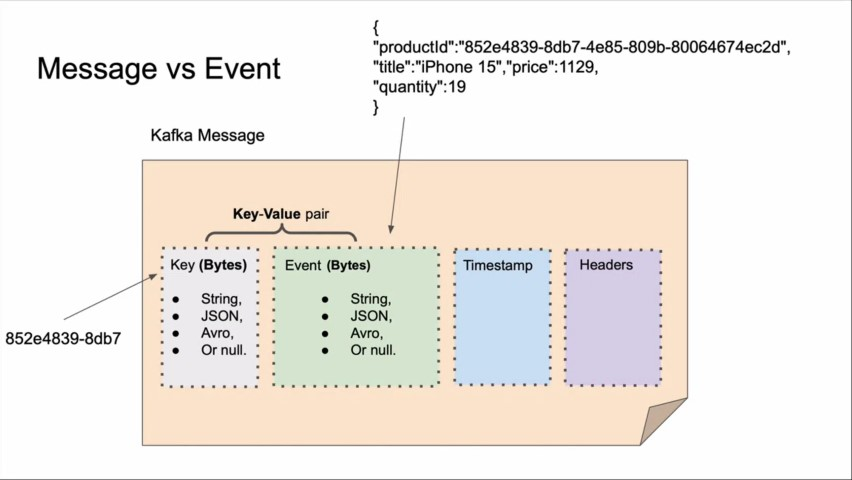 {
"productId":"852e4839-8db7-4e85-809b-80064674ec2d",
"title":"iPhone 15","price":1129,
"quantity":19
}
Message vs Event
Kafka Message
Key-Value pair
Key (Bytes)
String,
JSON,
Avro,
Or null.
Event (Bytes)
String,
JSON,
Avro,
Or null.
Timestamp
Headers
852e4839-8db7